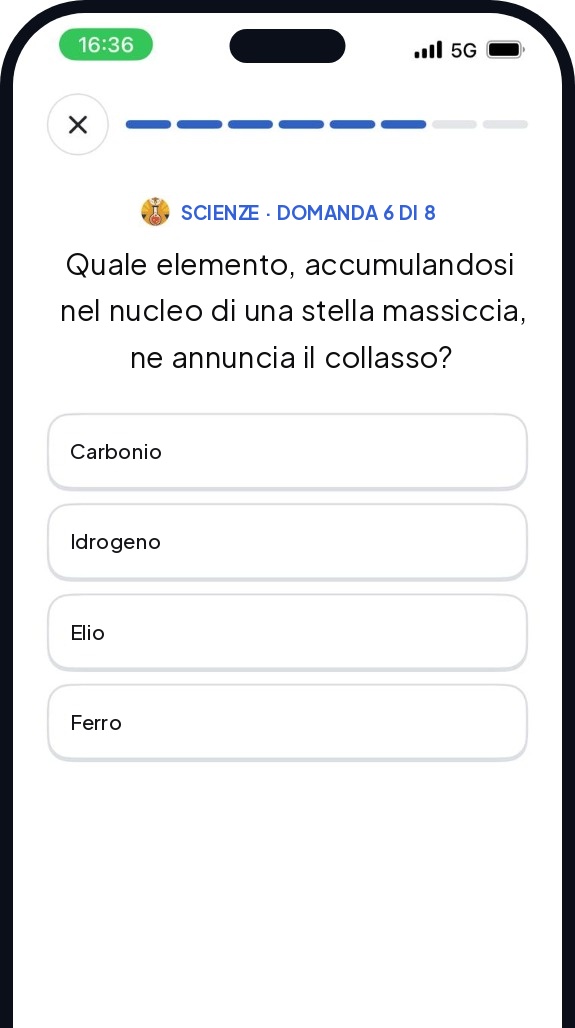 16:36
5G
SCIENZE · DOMANDA 6 DI 8
Quale elemento, accumulandosi
nel nucleo di una stella massiccia,
ne annuncia il collasso?
Carbonio
Idrogeno
Elio
Ferro